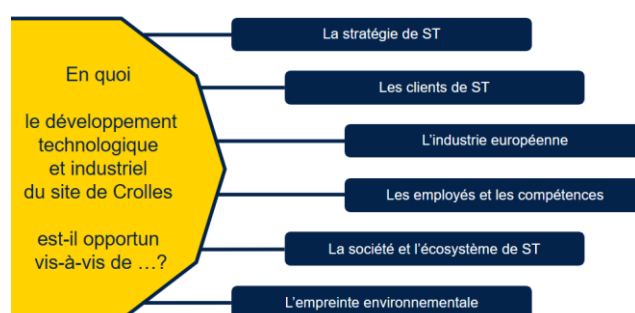 En quoi
le développement
technologique
et industriel
du site de Crolles
est-il opportun
vis-à-vis de …?
La stratégie de ST
Les clients de ST
L'industrie européenne
Les employés et les compétences
La société et l'écosystème de ST
L'empreinte environnementale